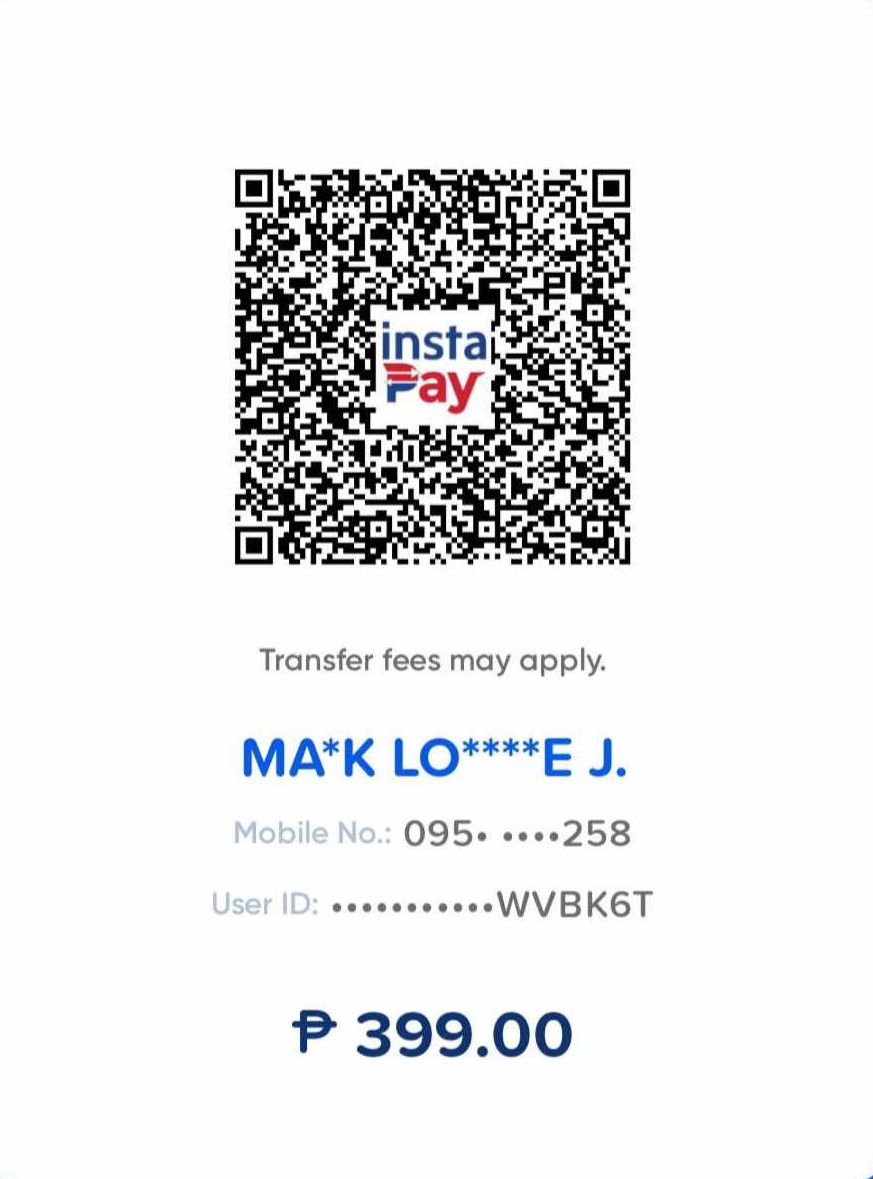 insta
Pay
Transfer fees may apply.
MA*K LO****E J.
Mobile No.: 095• ••••258
User ID: •••••••••••WVBK6T
₱ 399.00